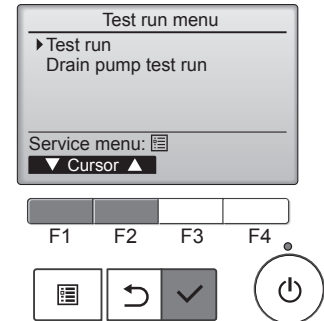 Test run menu
Test run
Drain pump test run
Service menu:
▼ Cursor ▲
F1 F2 F3 F4